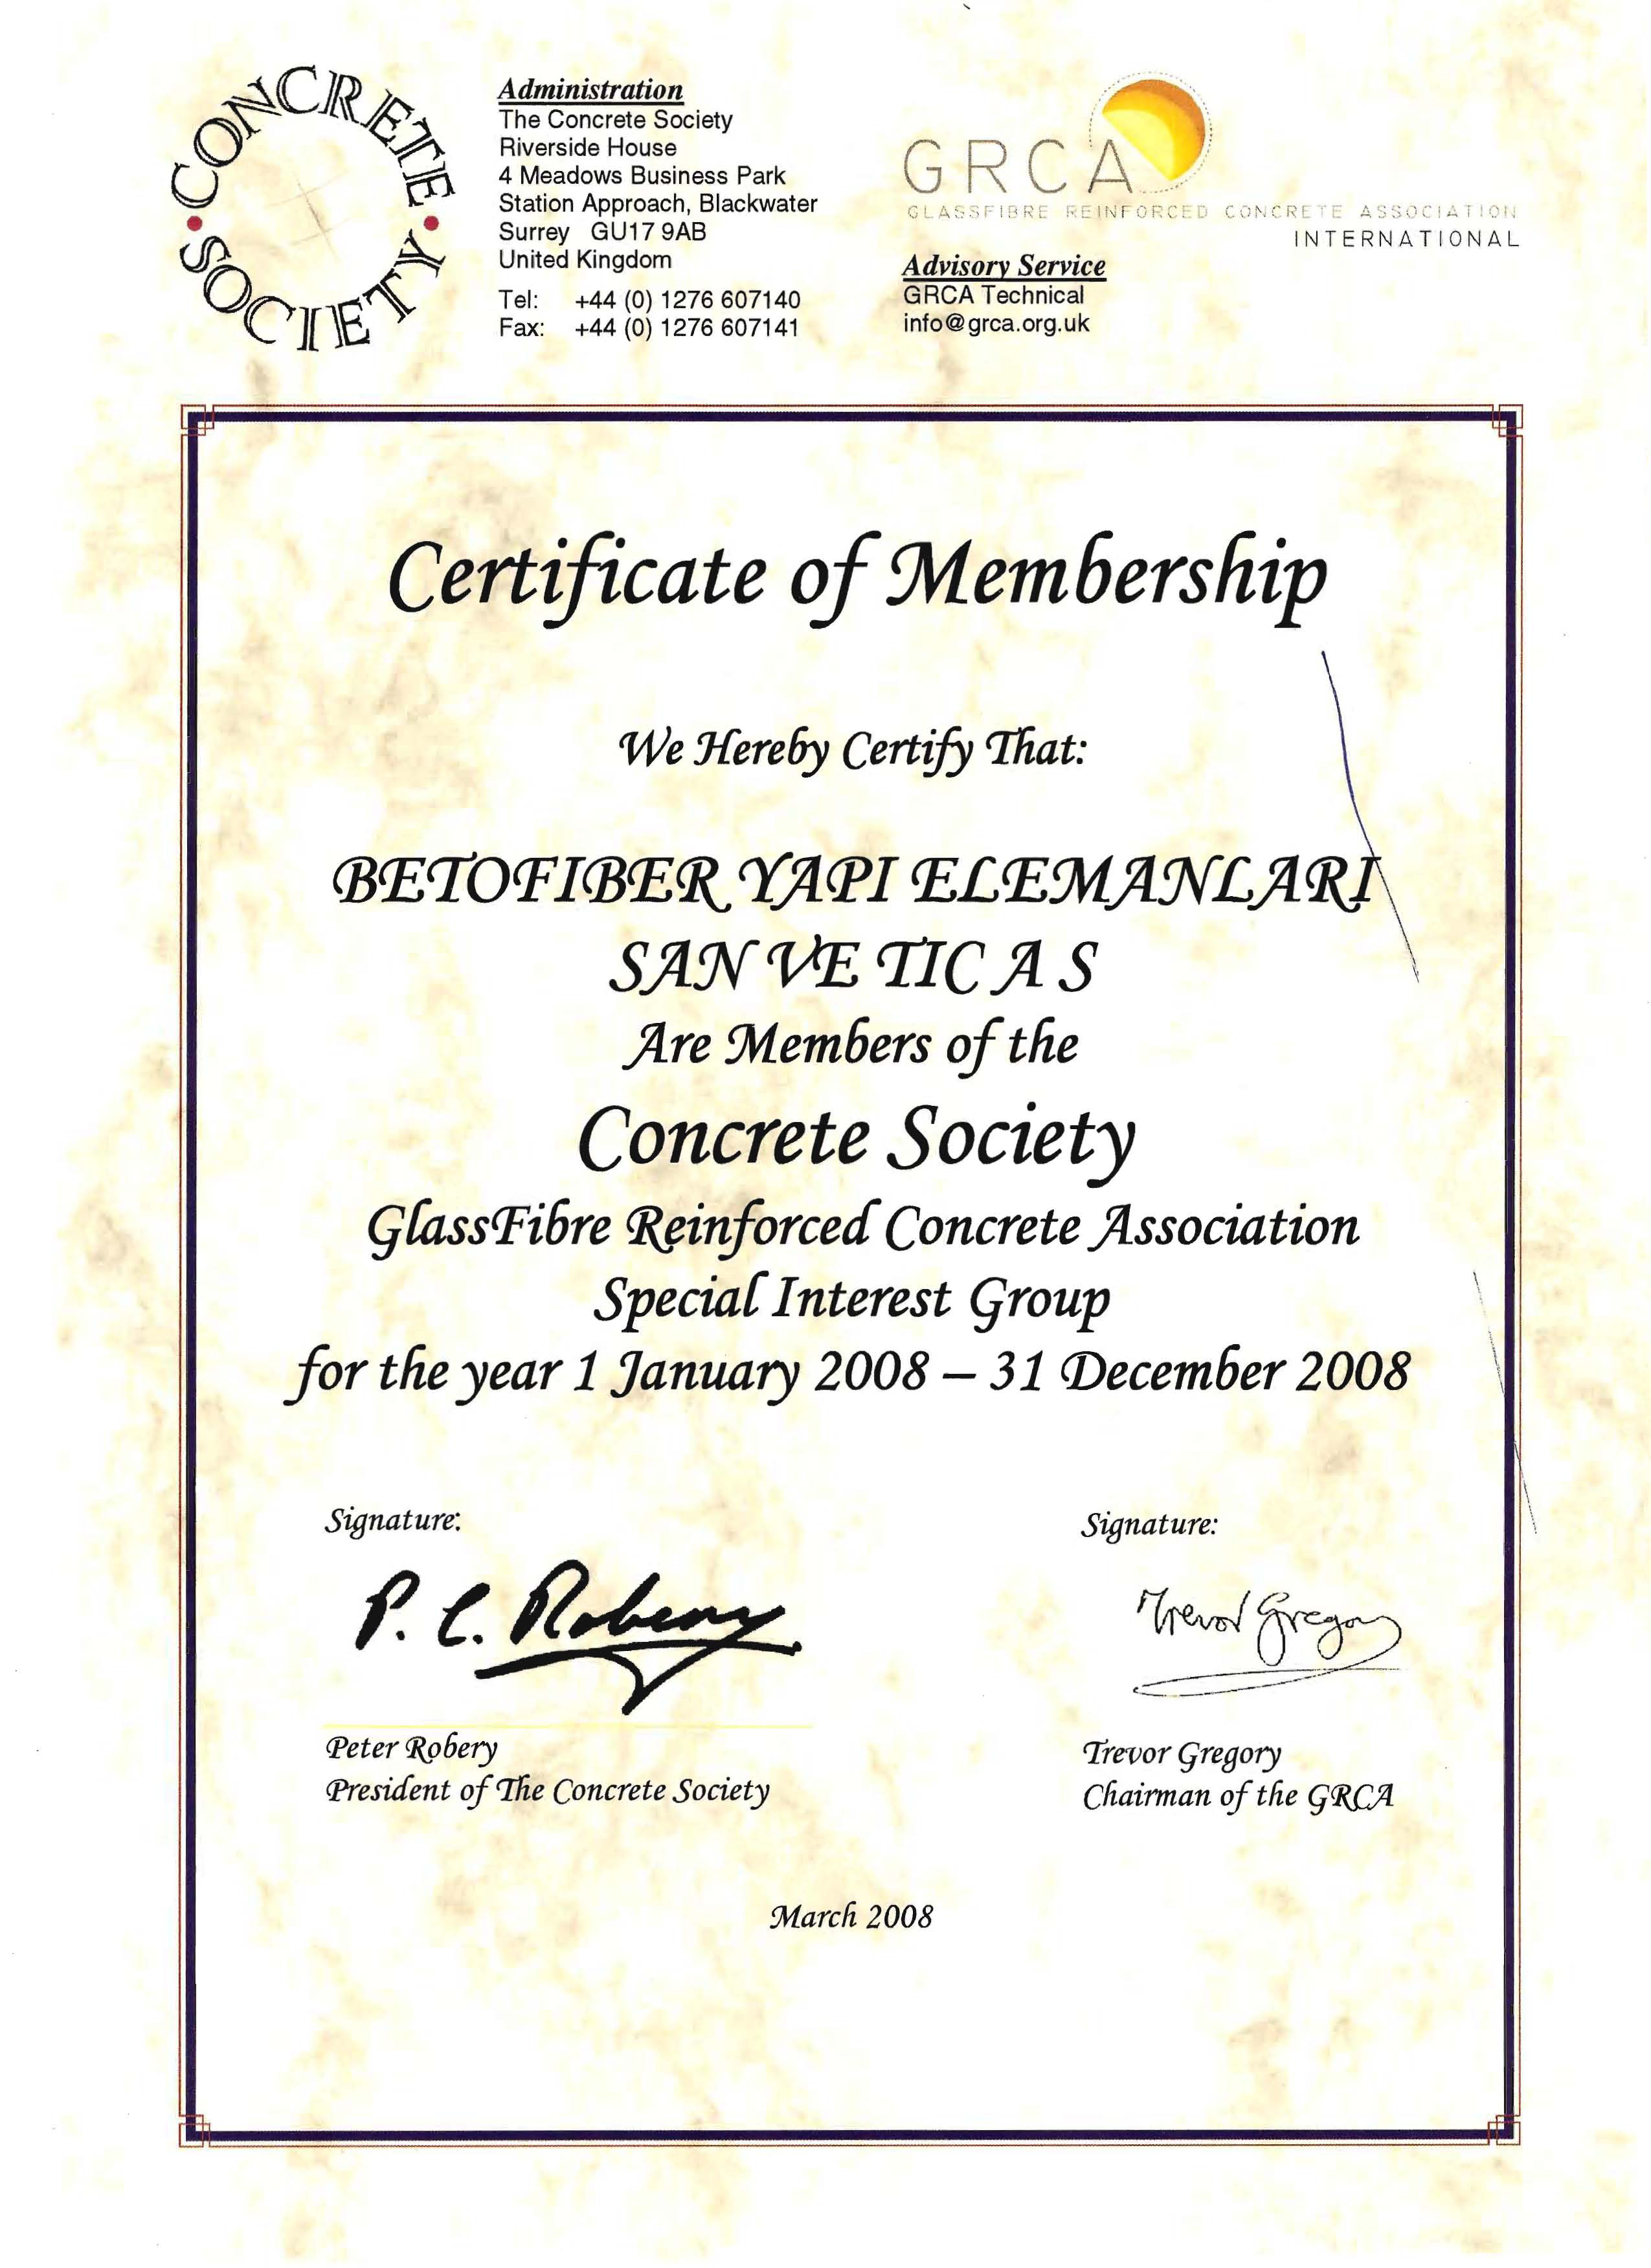 CONCRETE SOCIETY
Administration
The Concrete Society
Riverside House
4 Meadows Business Park
Station Approach, Blackwater
Surrey GU17 9AB
United Kingdom
Tel: +44 (0) 1276 607140
Fax: +44 (0) 1276 607141
GRCA
GLASSFIBRE REINFORCED CONCRETE ASSOCIATION
INTERNATIONAL
Advisory Service
GRCA Technical
info@grca.org.uk
Certificate of Membership
We Hereby Certify That:
BETOFIBER YAPI ELEMANLARI
SAN VE TIC A S
Are Members of the
Concrete Society
GlassFibre Reinforced Concrete Association
Special Interest Group
for the year 1 January 2008 – 31 December 2008
Signature:
P. C. Robery
Peter Robery
President of The Concrete Society
Signature:
Trevor Gregory
Trevor Gregory
Chairman of the GRCA
March 2008